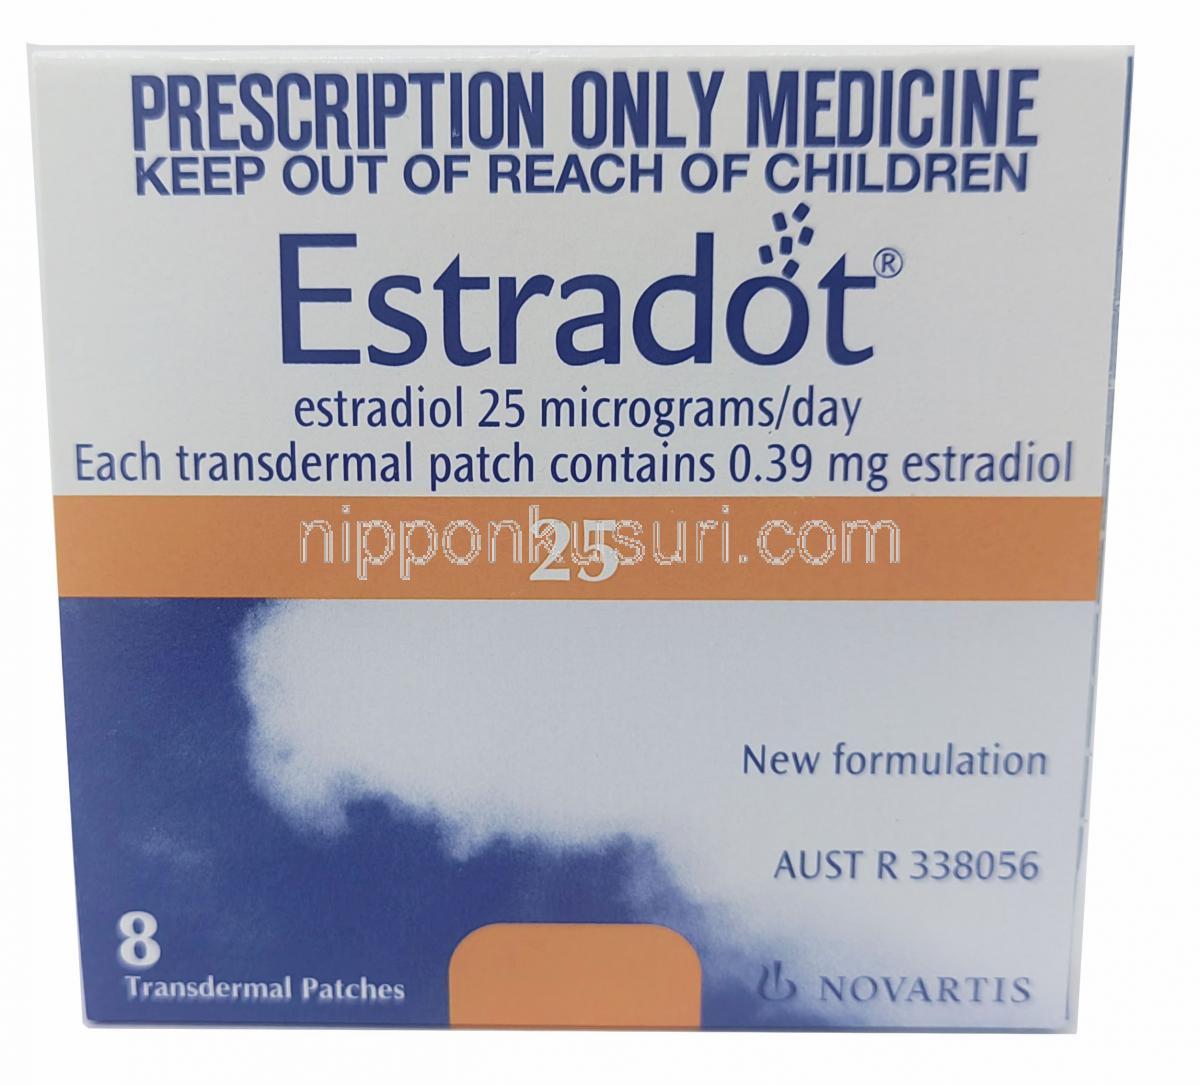 PRESCRIPTION ONLY MEDICINE
KEEP OUT OF REACH OF CHILDREN
Estradot®
estradiol 25 micrograms/day
Each transdermal patch contains 0.39 mg estradiol
25
nipponkusuri.com
New formulation
AUST R 338056
8
Transdermal Patches
NOVARTIS